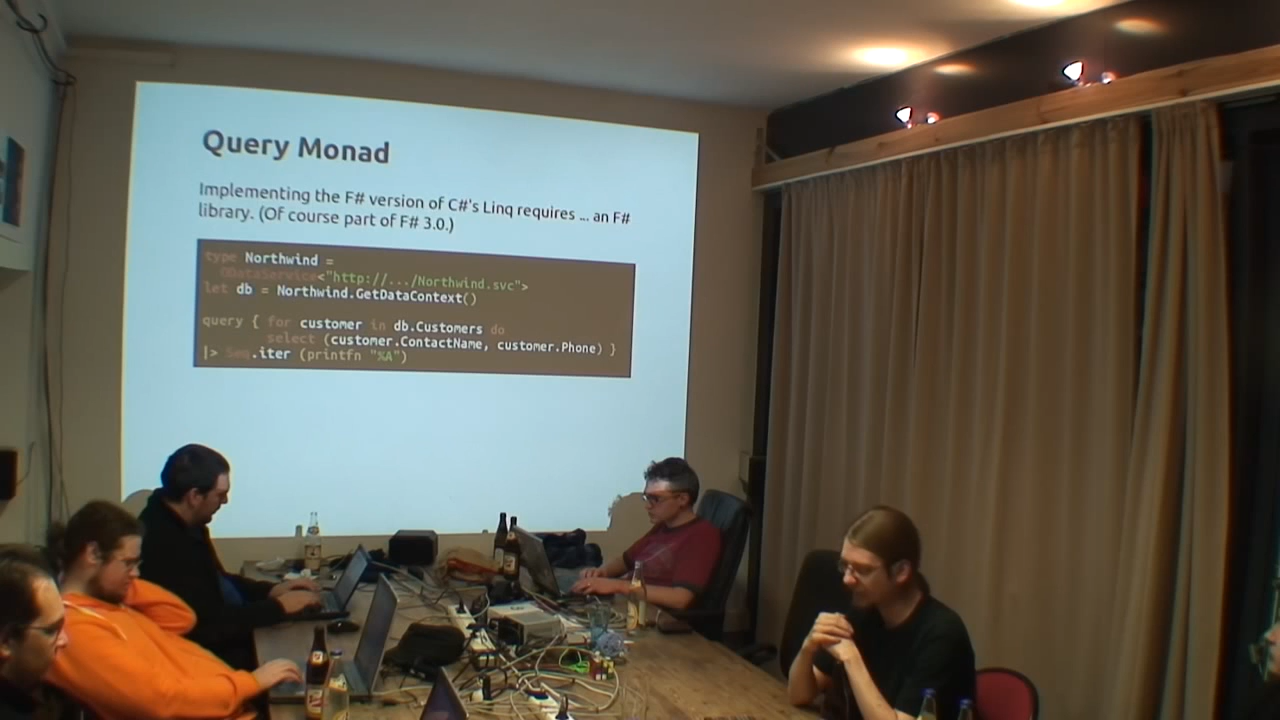 Query Monad
Implementing the F# version of C#'s Linq requires ... an F#
library. (Of course part of F# 3.0.)
type Northwind =
ODataService<"http://.../Northwind.svc">
let db = Northwind.GetDataContext()
query { for customer in db.Customers do
select (customer.ContactName, customer.Phone) }
|> Seq.iter (printfn "%A")